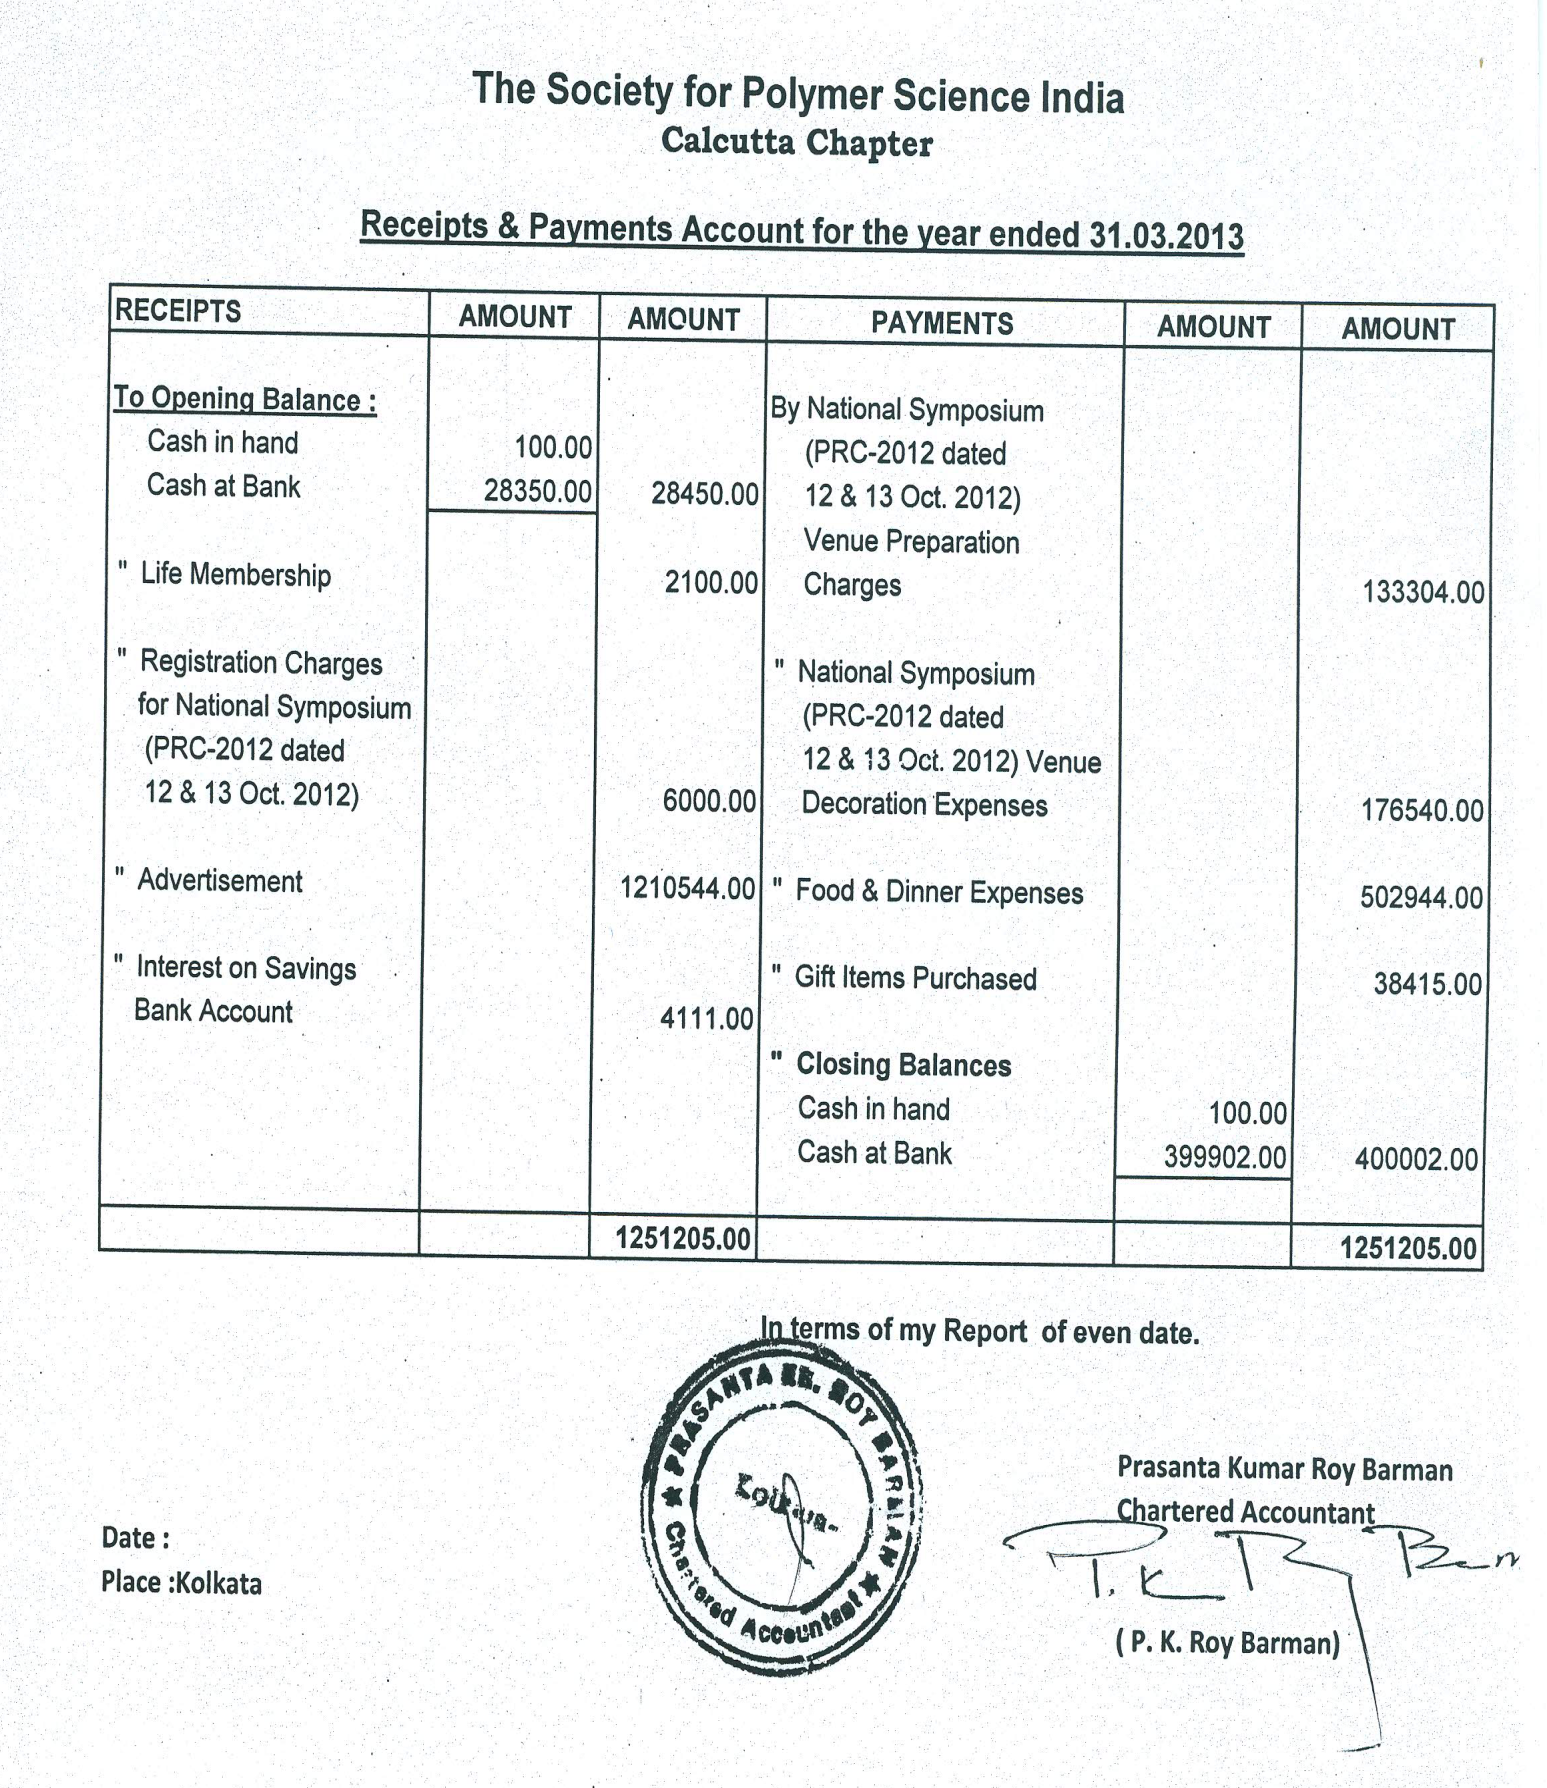 The Society for Polymer Science India
Calcutta Chapter
Receipts & Payments Account for the year ended 31.03.2013
RECEIPTS AMOUNT AMOUNT PAYMENTS AMOUNT AMOUNT
To Opening Balance :
Cash in hand 100.00
Cash at Bank 28350.00 28450.00
" Life Membership 2100.00
" Registration Charges
for National Symposium
(PRC-2012 dated
12 & 13 Oct. 2012) 6000.00
" Advertisement 1210544.00
" Interest on Savings
Bank Account 4111.00
1251205.00
By National Symposium
(PRC-2012 dated
12 & 13 Oct. 2012)
Venue Preparation
Charges 133304.00
" National Symposium
(PRC-2012 dated
12 & 13 Oct. 2012) Venue
Decoration Expenses 176540.00
" Food & Dinner Expenses 502944.00
" Gift Items Purchased 38415.00
" Closing Balances
Cash in hand 100.00
Cash at Bank 399902.00 400002.00
1251205.00
In terms of my Report of even date.
PRASANTA KR. ROY BARMAN
Kolkata
Chartered Accountant
Prasanta Kumar Roy Barman
Chartered Accountant
P. K. Roy Barman
( P. K. Roy Barman)
Date :
Place :Kolkata